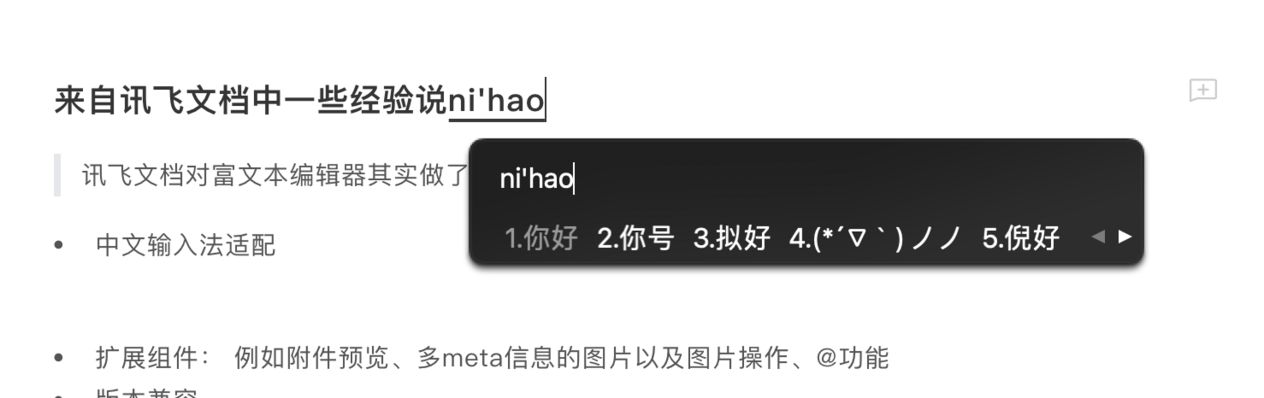 来自讯飞文档中一些经验说ni'hao
讯飞文档对富文本编辑器其实做了
ni'hao
1.你好 2.你号 3.拟好 4.(*´∇｀)ノノ 5.倪好
中文输入法适配
扩展组件： 例如附件预览、多meta信息的图片以及图片操作、@功能
版本兼容